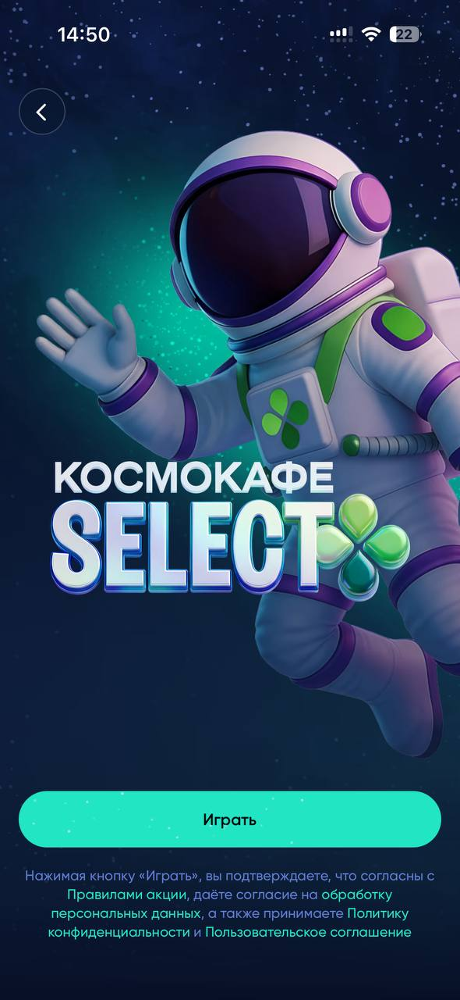 14:50
22
КОСМОКАФЕ
SELECT
Играть
Нажимая кнопку «Играть», вы подтверждаете, что согласны с
Правилами акции, даёте согласие на обработку
персональных данных, а также принимаете Политику
конфиденциальности и Пользовательское соглашение